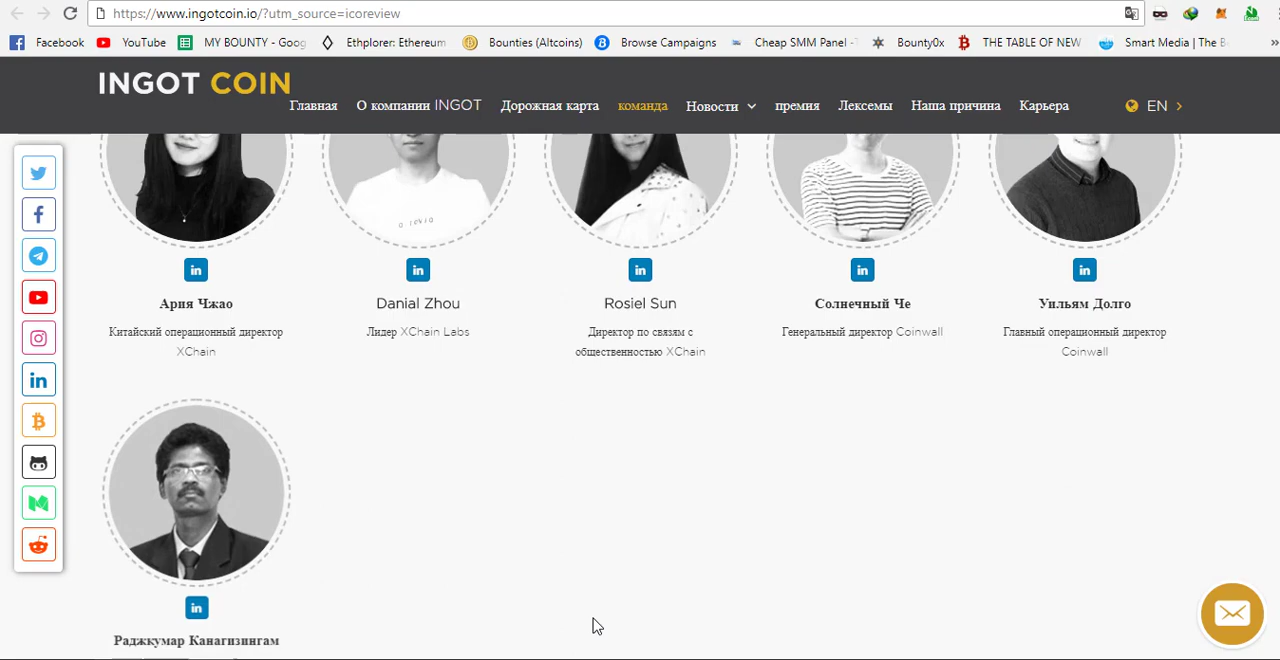 https://www.ingotcoin.io/?utm_source=icoreview
Facebook YouTube MY BOUNTY - Goog Ethplorer: Ethereum Bounties (Altcoins) Browse Campaigns Cheap SMM Panel - Bounty0x THE TABLE OF NEW Smart Media | The B »
INGOT COIN
Главная О компании INGOT Дорожная карта команда Новости премия Лексемы Наша причина Карьера EN
Ария Чжао
Китайский операционный директор
XChain
Danial Zhou
Лидер XChain Labs
Rosiel Sun
Директор по связям с
общественностью XChain
Солнечный Че
Генеральный директор Coinwall
Уильям Долго
Главный операционный директор
Coinwall
Раджкумар Канагизингам